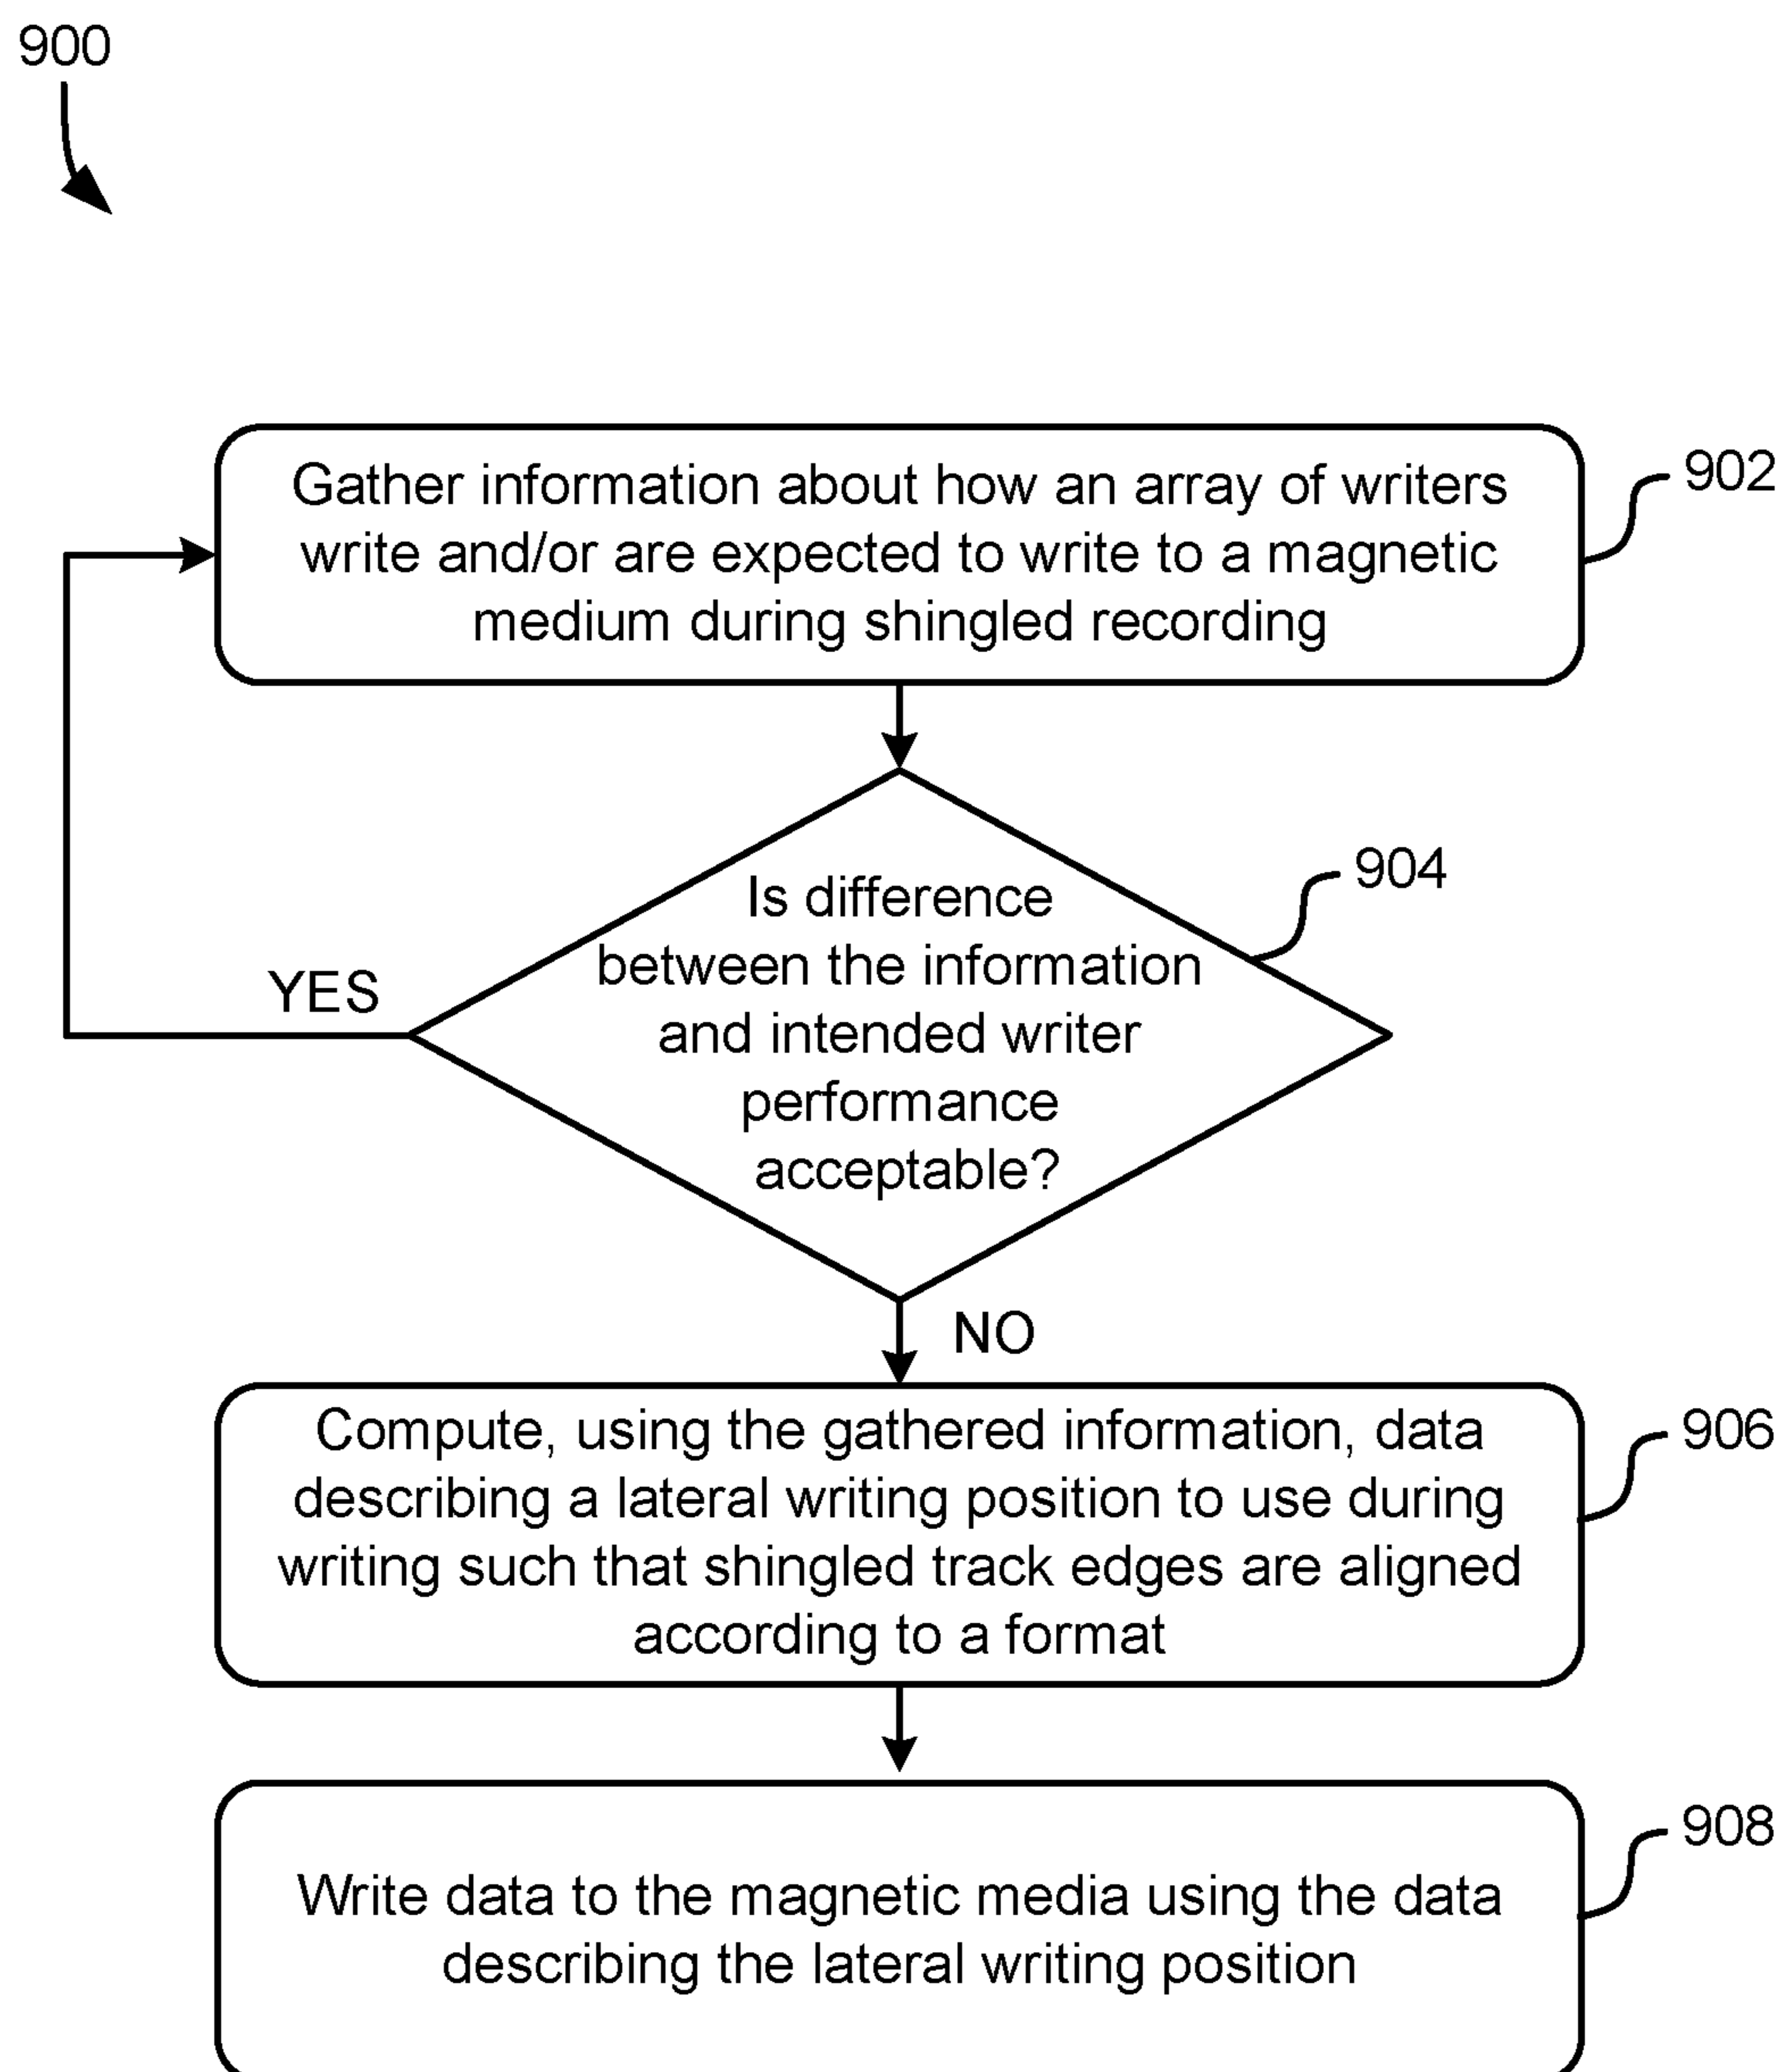 900
Gather information about how an array of writers
write and/or are expected to write to a magnetic
medium during shingled recording
902
Is difference
between the information
and intended writer
performance
acceptable?
904
YES
NO
Compute, using the gathered information, data
describing a lateral writing position to use during
writing such that shingled track edges are aligned
according to a format
906
Write data to the magnetic media using the data
describing the lateral writing position
908